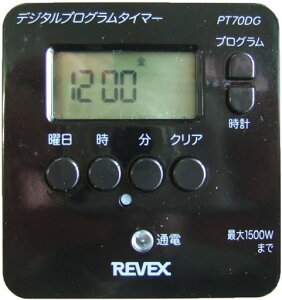 デジタルプログラムタイマー PT70DG
プログラム
金
12:00
時計
曜日 時 分 クリア
通電
最大1500W
まで
REVEX